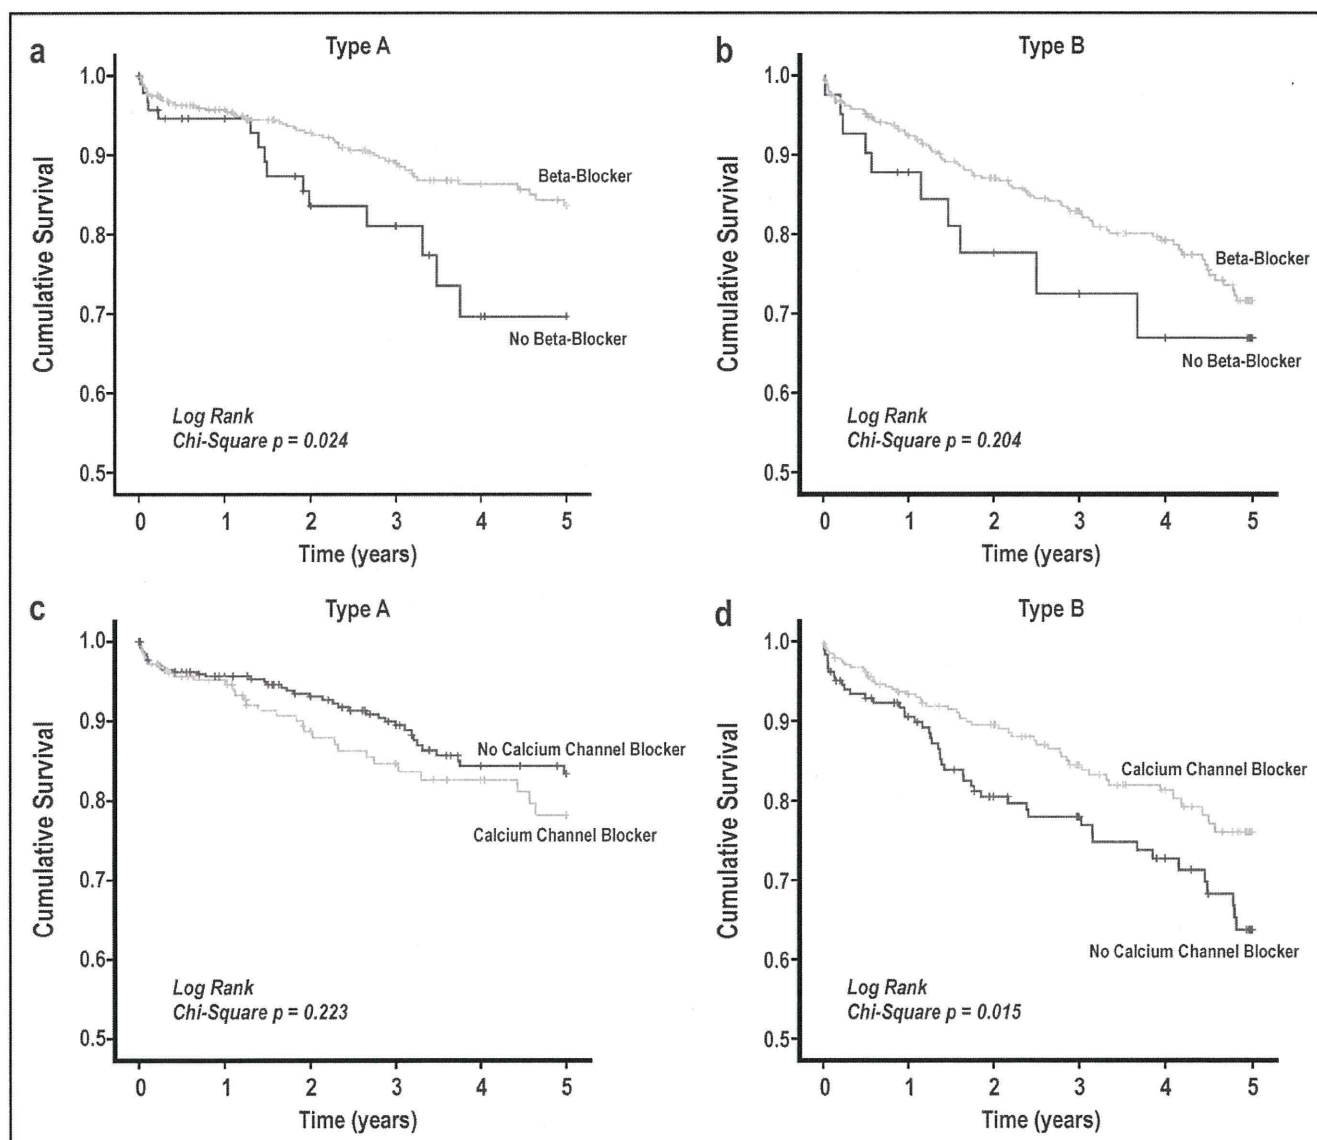 a
Type A
1.0
0.9
0.8
0.7
0.6
0.5
Cumulative Survival
Beta-Blocker
No Beta-Blocker
Log Rank
Chi-Square p = 0.024
0 1 2 3 4 5
Time (years)
b
Type B
1.0
0.9
0.8
0.7
0.6
0.5
Cumulative Survival
Beta-Blocker
No Beta-Blocker
Log Rank
Chi-Square p = 0.204
0 1 2 3 4 5
Time (years)
c
Type A
1.0
0.9
0.8
0.7
0.6
0.5
Cumulative Survival
No Calcium Channel Blocker
Calcium Channel Blocker
Log Rank
Chi-Square p = 0.223
0 1 2 3 4 5
Time (years)
d
Type B
1.0
0.9
0.8
0.7
0.6
0.5
Cumulative Survival
Calcium Channel Blocker
No Calcium Channel Blocker
Log Rank
Chi-Square p = 0.015
0 1 2 3 4 5
Time (years)